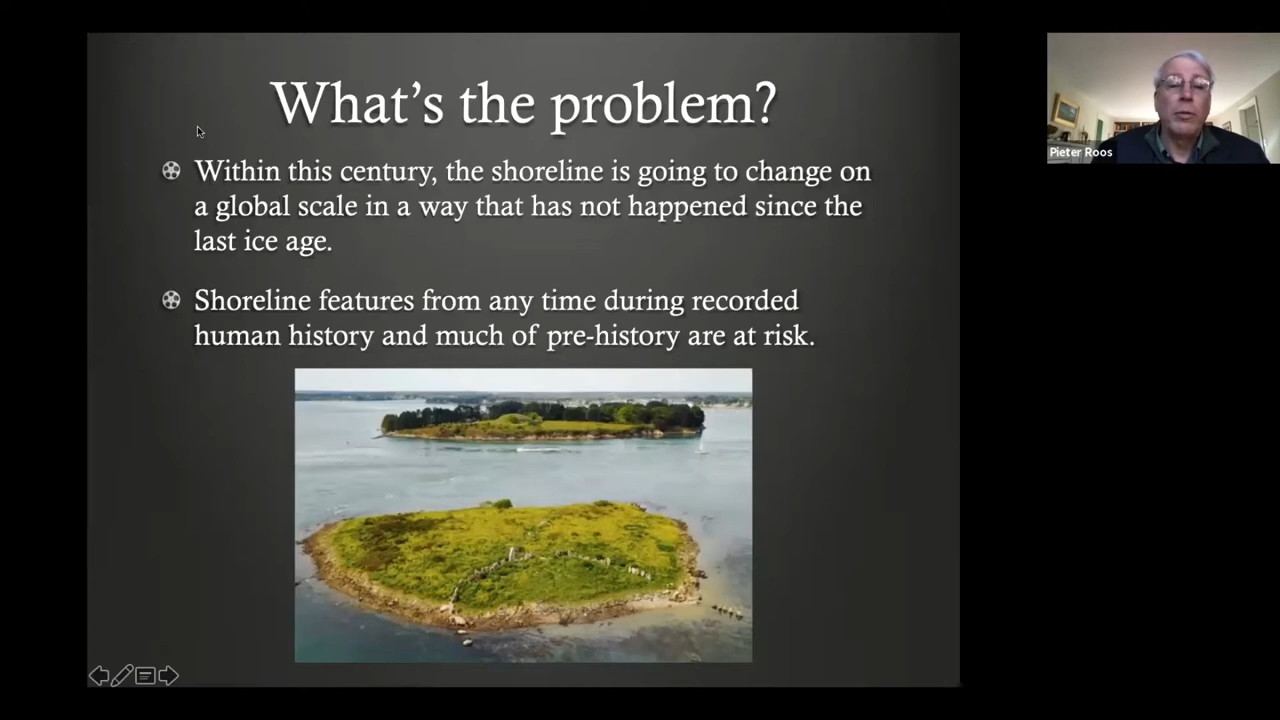 What's the problem?
Within this century, the shoreline is going to change on
a global scale in a way that has not happened since the
last ice age.
Shoreline features from any time during recorded
human history and much of pre-history are at risk.
Pieter Roos